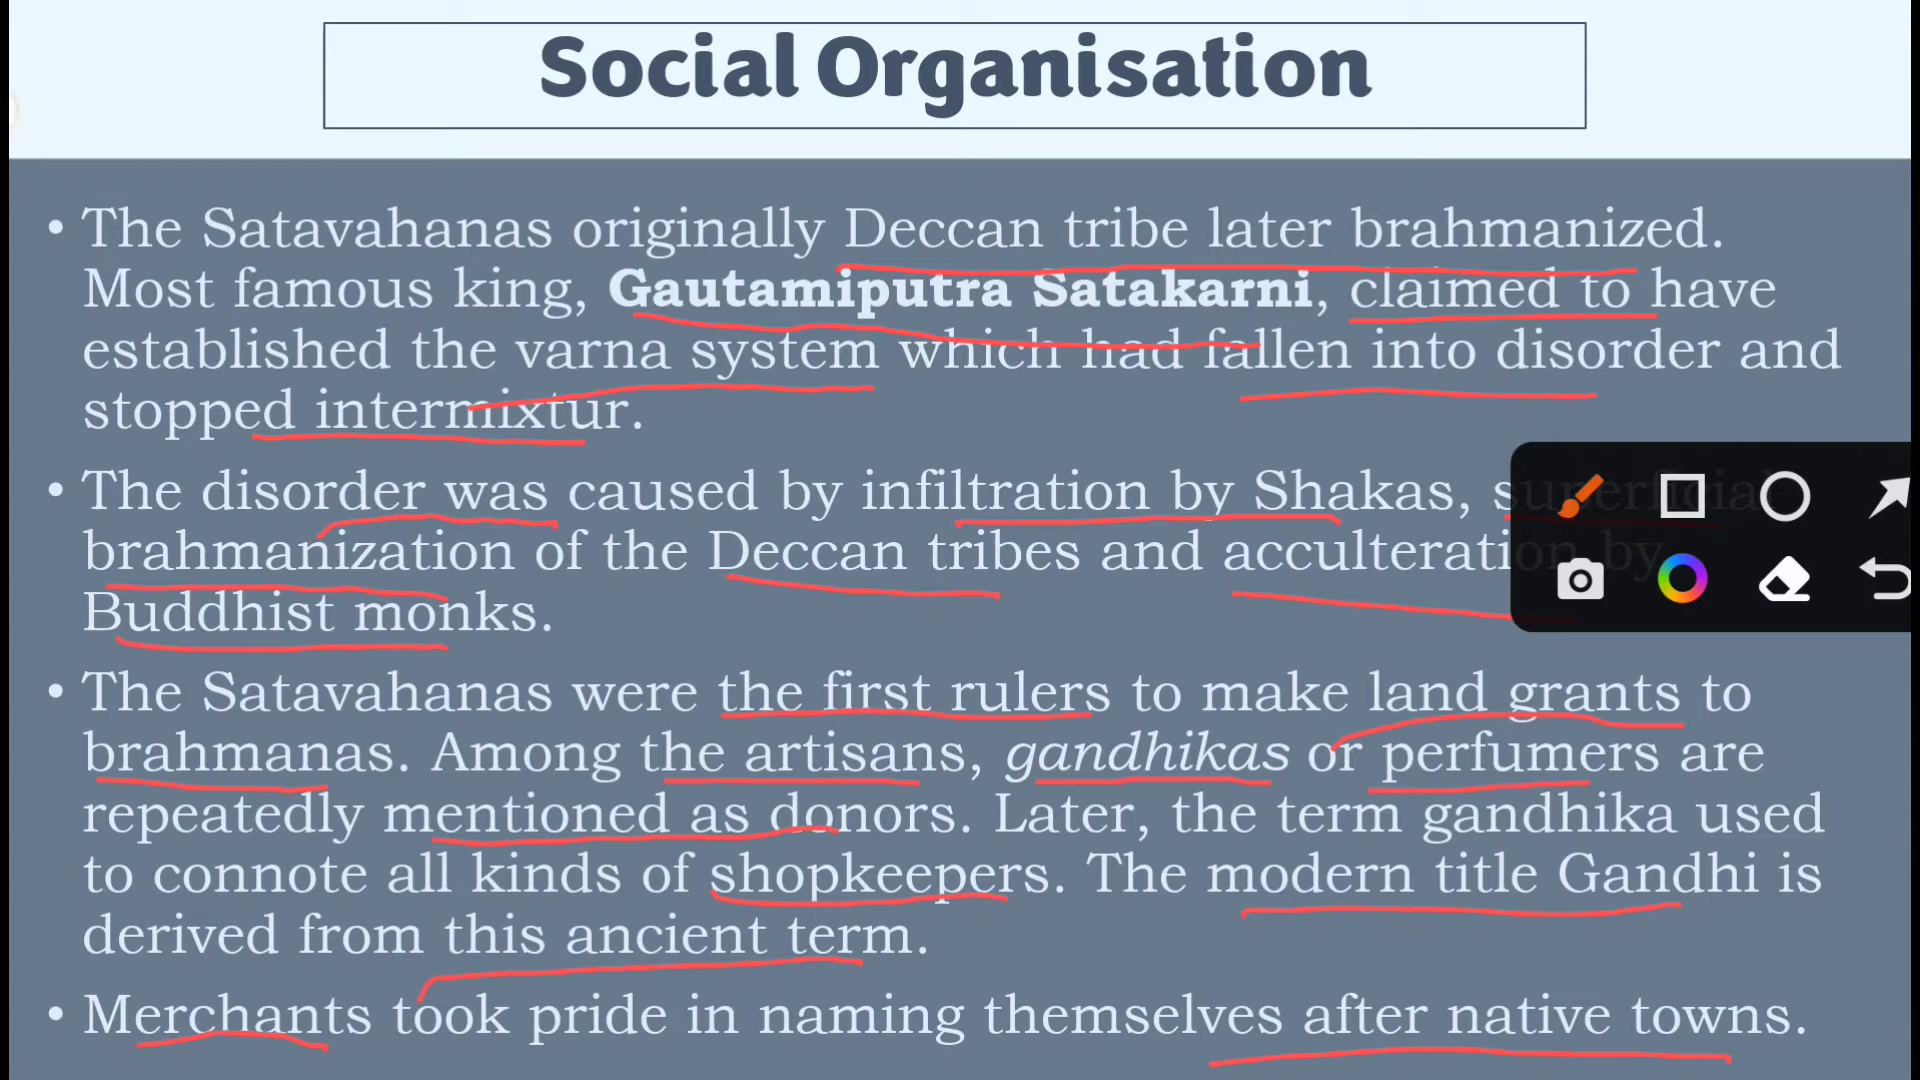 Social Organisation
• The Satavahanas originally Deccan tribe later brahmanized.
Most famous king, Gautamiputra Satakarni, claimed to have
established the varna system which had fallen into disorder and
stopped intermixtur.
• The disorder was caused by infiltration by Shakas, superficial
brahmanization of the Deccan tribes and acculteration by
Buddhist monks.
• The Satavahanas were the first rulers to make land grants to
brahmanas. Among the artisans, gandhikas or perfumers are
repeatedly mentioned as donors. Later, the term gandhika used
to connote all kinds of shopkeepers. The modern title Gandhi is
derived from this ancient term.
• Merchants took pride in naming themselves after native towns.